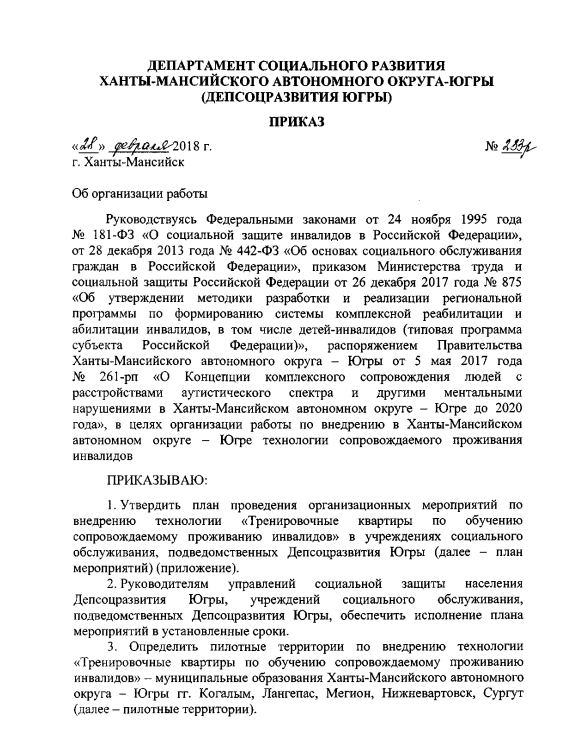 ДЕПАРТАМЕНТ СОЦИАЛЬНОГО РАЗВИТИЯ
ХАНТЫ-МАНСИЙСКОГО АВТОНОМНОГО ОКРУГА-ЮГРЫ
(ДЕПСОЦРАЗВИТИЯ ЮГРЫ)
ПРИКАЗ
«28» февраля 2018 г. № 233р
г. Ханты-Мансийск
Об организации работы
Руководствуясь Федеральными законами от 24 ноября 1995 года
№ 181-ФЗ «О социальной защите инвалидов в Российской Федерации»,
от 28 декабря 2013 года № 442-ФЗ «Об основах социального обслуживания
граждан в Российской Федерации», приказом Министерства труда и
социальной защиты Российской Федерации от 26 декабря 2017 года № 875
«Об утверждении методики разработки и реализации региональной
программы по формированию системы комплексной реабилитации и
абилитации инвалидов, в том числе детей-инвалидов (типовая программа
субъекта Российской Федерации)», распоряжением Правительства
Ханты-Мансийского автономного округа – Югры от 5 мая 2017 года
№ 261-рп «О Концепции комплексного сопровождения людей с
расстройствами аутистического спектра и другими ментальными
нарушениями в Ханты-Мансийском автономном округе – Югре до 2020
года», в целях организации работы по внедрению в Ханты-Мансийском
автономном округе – Югре технологии сопровождаемого проживания
инвалидов
ПРИКАЗЫВАЮ:
1. Утвердить план проведения организационных мероприятий по
внедрению технологии «Тренировочные квартиры по обучению
сопровождаемому проживанию инвалидов» в учреждениях социального
обслуживания, подведомственных Депсоцразвития Югры (далее – план
мероприятий) (приложение).
2. Руководителям управлений социальной защиты населения
Депсоцразвития Югры, учреждений социального обслуживания,
подведомственных Депсоцразвития Югры, обеспечить исполнение плана
мероприятий в установленные сроки.
3. Определить пилотные территории по внедрению технологии
«Тренировочные квартиры по обучению сопровождаемому проживанию
инвалидов» – муниципальные образования Ханты-Мансийского автономного
округа – Югры гг. Когалым, Лангепас, Мегион, Нижневартовск, Сургут
(далее – пилотные территории).